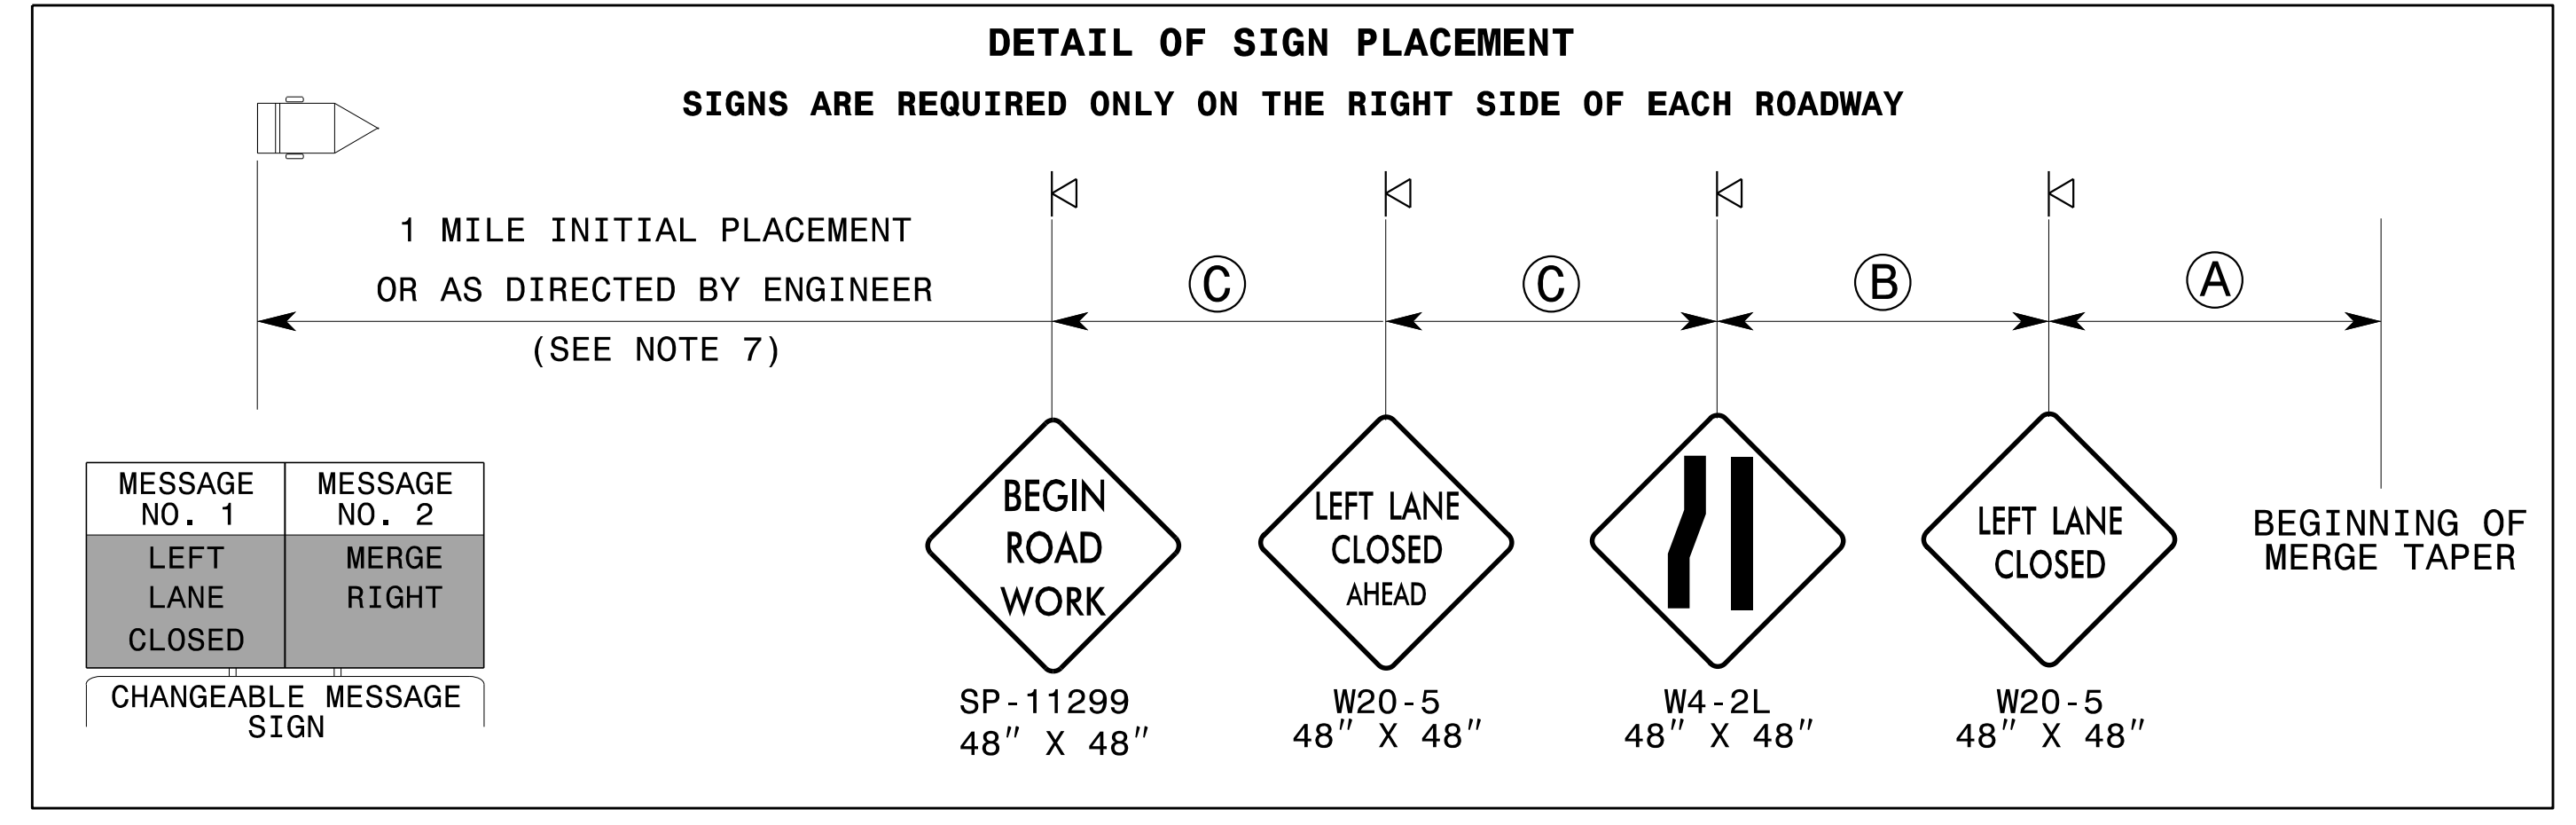 DETAIL OF SIGN PLACEMENT
SIGNS ARE REQUIRED ONLY ON THE RIGHT SIDE OF EACH ROADWAY
1 MILE INITIAL PLACEMENT
OR AS DIRECTED BY ENGINEER
(SEE NOTE 7)
C
C
B
A
MESSAGE
NO. 1
MESSAGE
NO. 2
LEFT
LANE
CLOSED
MERGE
RIGHT
CHANGEABLE MESSAGE
SIGN
BEGIN
ROAD
WORK
SP-11299
48" X 48"
LEFT LANE
CLOSED
AHEAD
W20-5
48" X 48"
W4-2L
48" X 48"
LEFT LANE
CLOSED
W20-5
48" X 48"
BEGINNING OF
MERGE TAPER